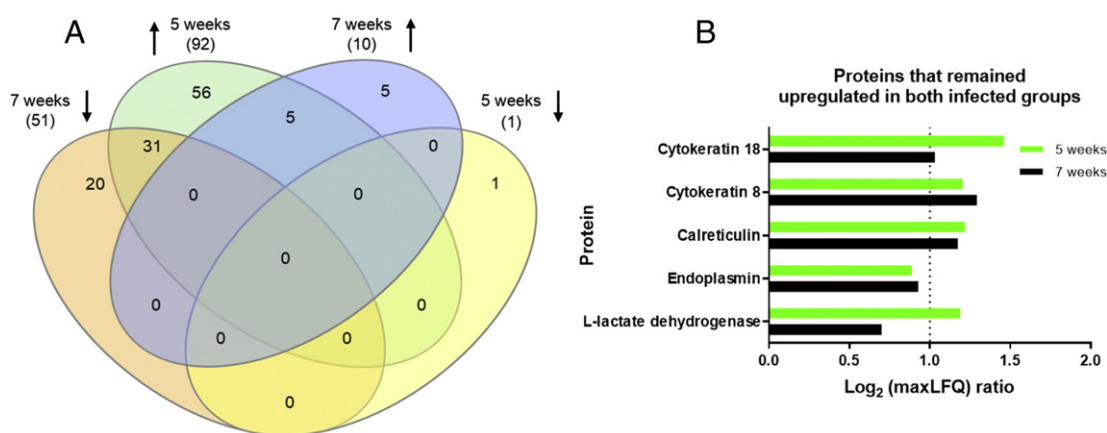 A
5 weeks
(92)
7 weeks
(10)
7 weeks
(51)
5 weeks
(1)
56
5
5
31
0
20
0
0
1
0
0
0
0
0
0
B
Proteins that remained
upregulated in both infected groups
Cytokeratin 18
Cytokeratin 8
Calreticulin
Endoplasmin
L-lactate dehydrogenase
Protein
5 weeks
7 weeks
0.0 0.5 1.0 1.5 2.0
Log₂ (maxLFQ) ratio